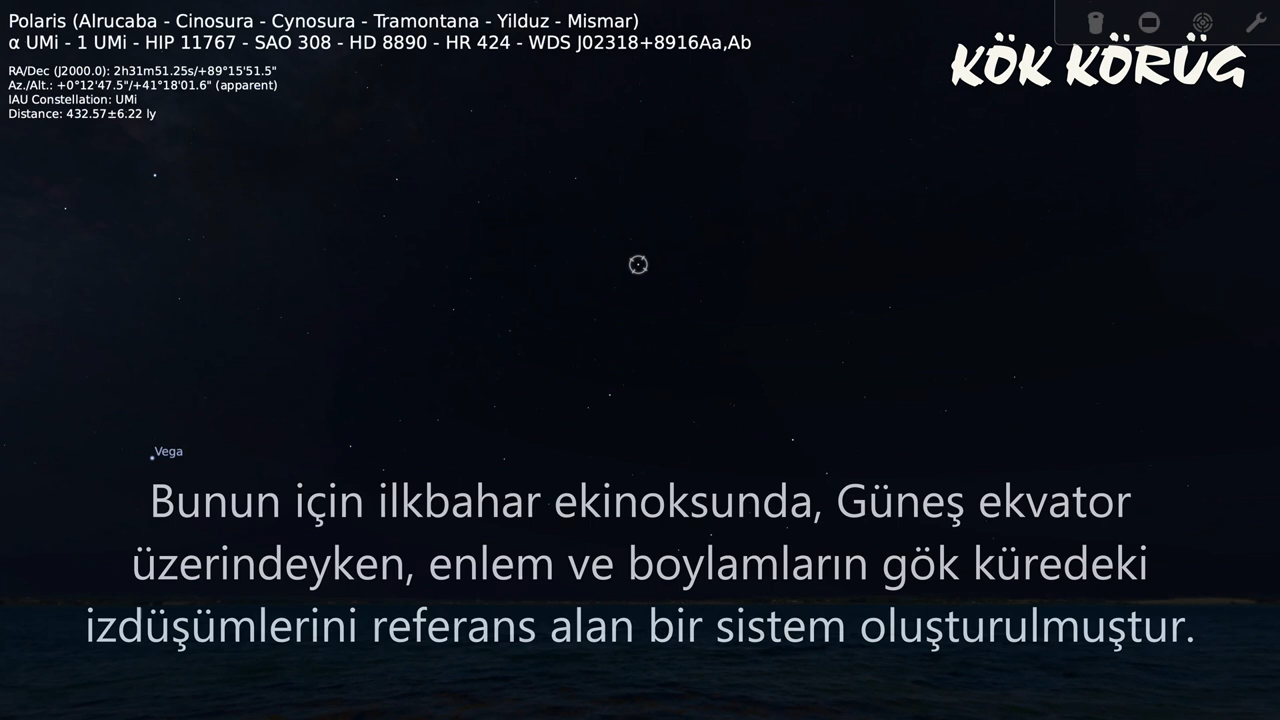 Polaris (Alrucaba - Cinosura - Cynosura - Tramontana - Yilduz - Mismar)
α UMi - 1 UMi - HIP 11767 - SAO 308 - HD 8890 - HR 424 - WDS J02318+8916Aa,Ab
RA/Dec (J2000.0): 2h31m51.25s/+89°15'51.5"
Az./Alt.: +0°12'47.5"/+41°18'01.6" (apparent)
IAU Constellation: UMi
Distance: 432.57±6.22 ly
KÖK KÖRÜG
Vega
Bunun için ilkbahar ekinoksunda, Güneş ekvator
üzerindeyken, enlem ve boylamların gök küredeki
izdüşümlerini referans alan bir sistem oluşturulmuştur.